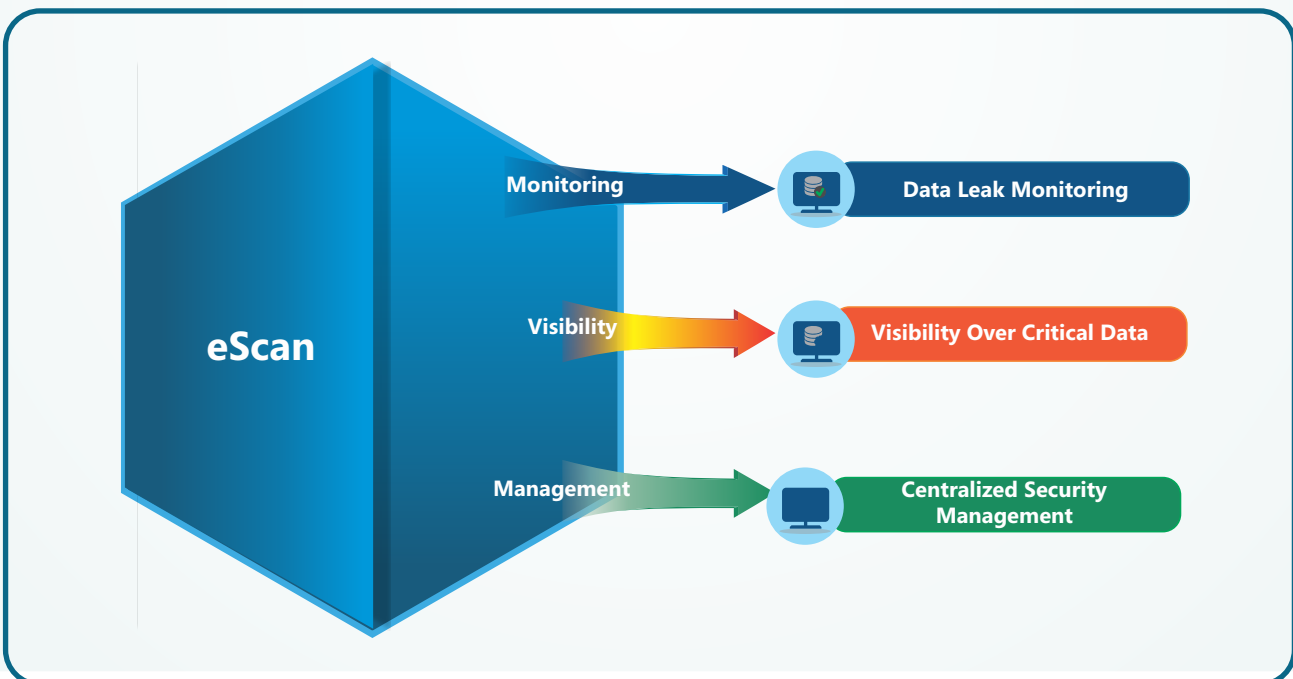 eScan
Monitoring
Data Leak Monitoring
Visibility
Visibility Over Critical Data
Management
Centralized Security
Management